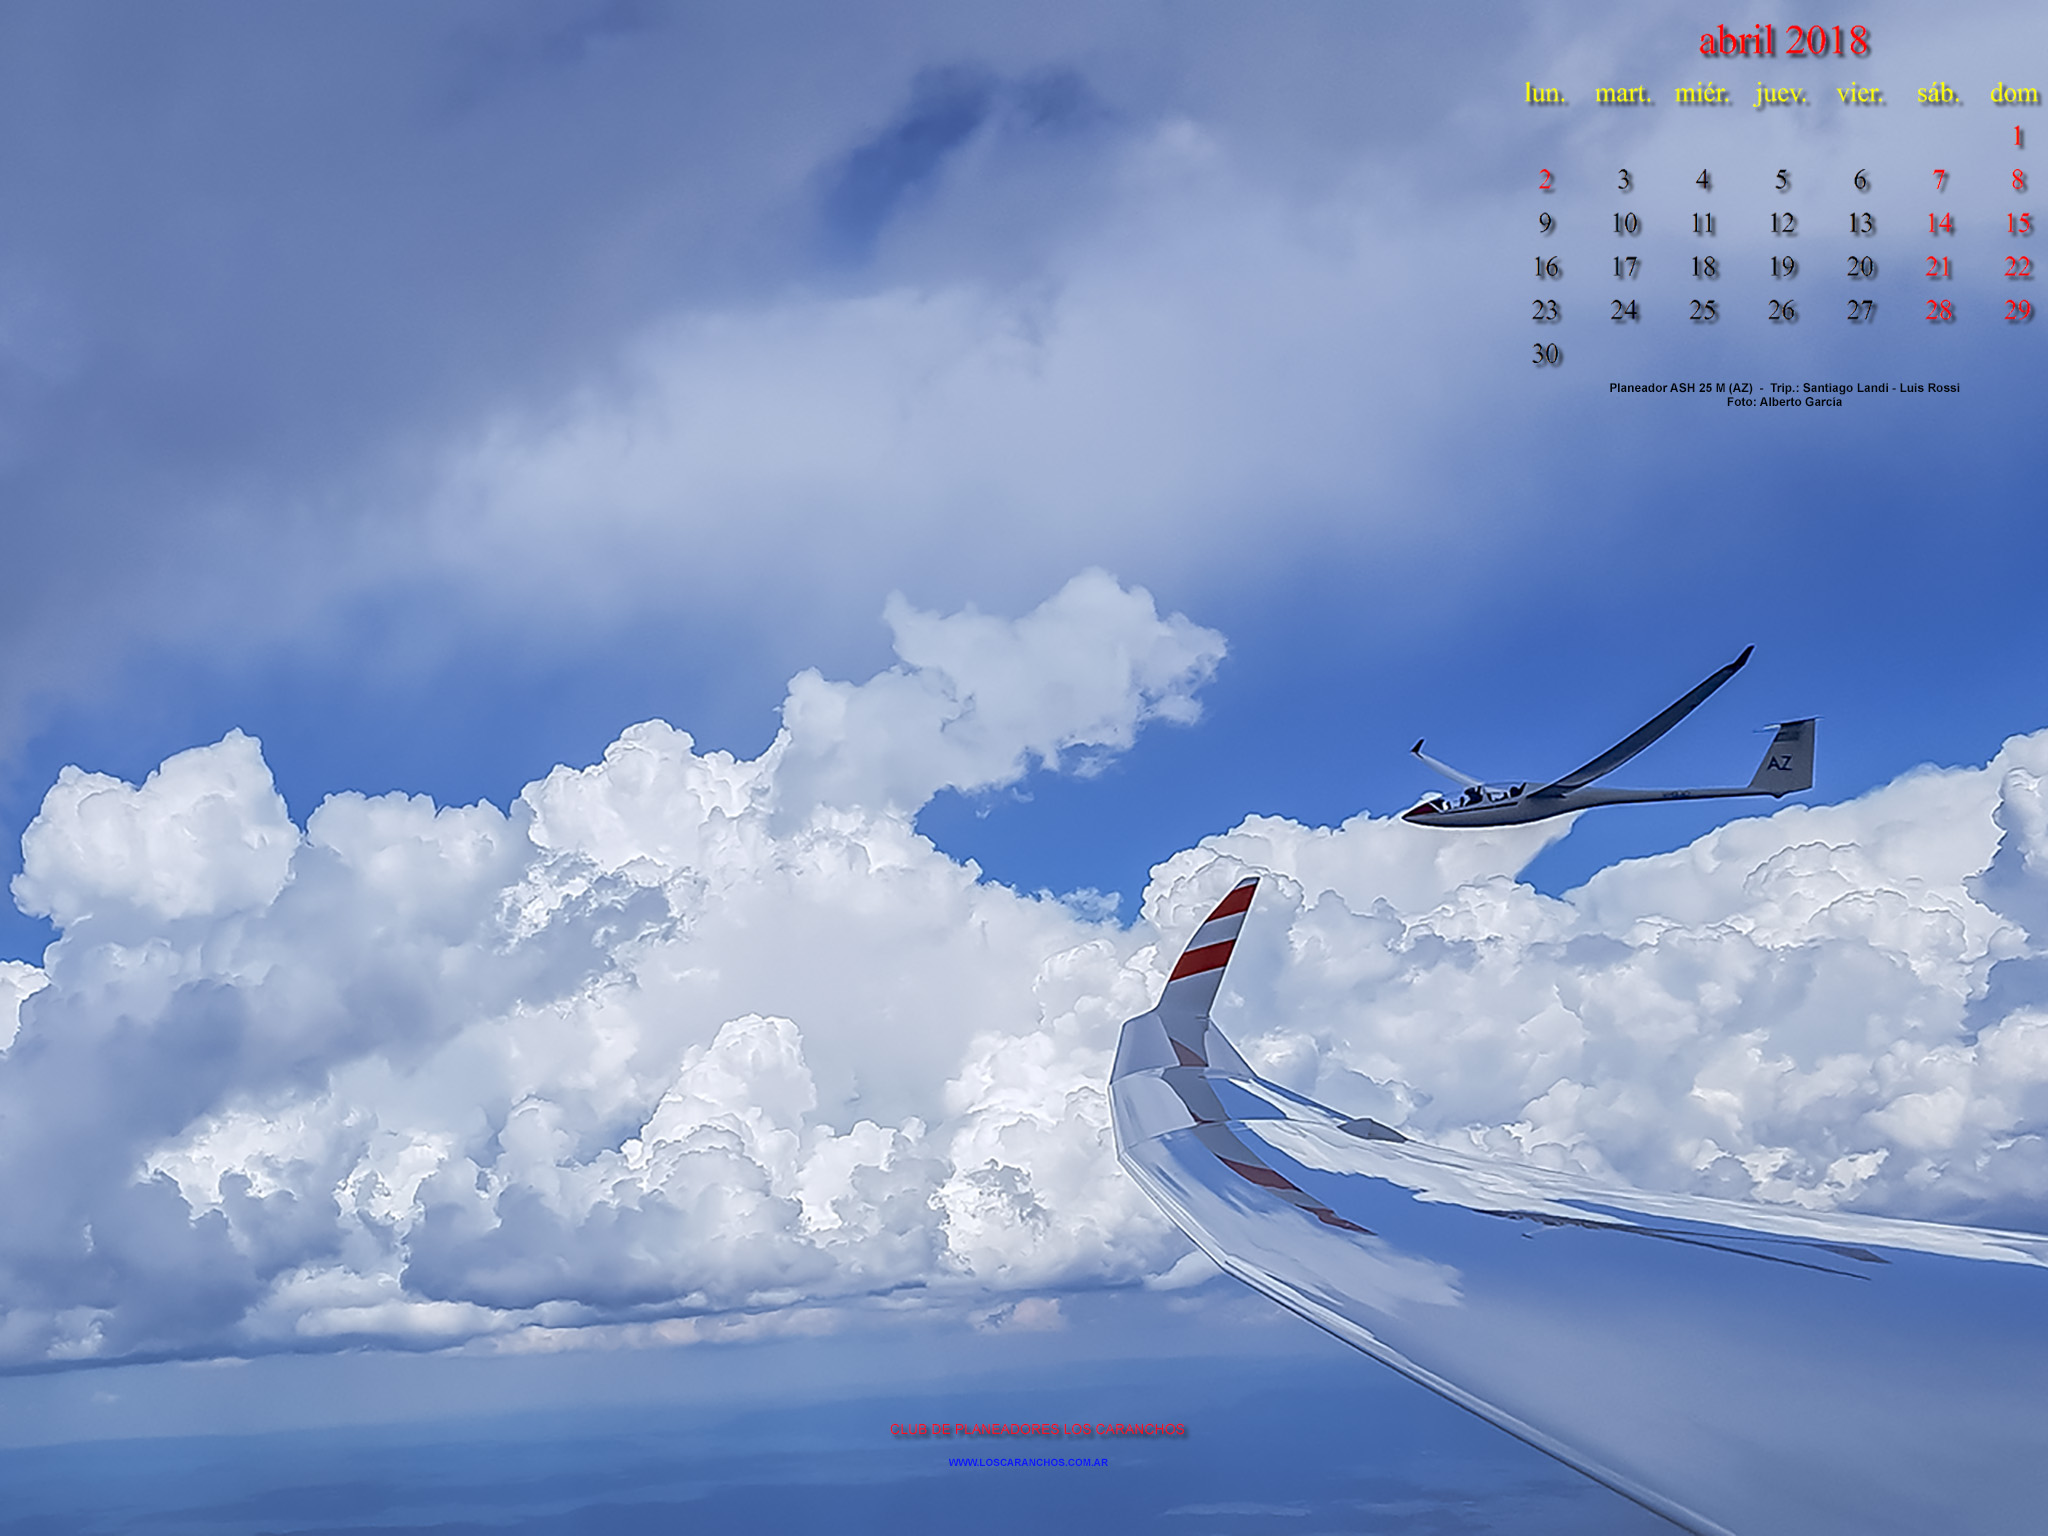 abril 2018
lun. mart. miér. juev. vier. sáb. dom
1
2 3 4 5 6 7 8
9 10 11 12 13 14 15
16 17 18 19 20 21 22
23 24 25 26 27 28 29
30
Planeador ASH 25 M (AZ) - Trip.: Santiago Landi - Luis Rossi
Foto: Alberto Garcia
AZ
CLUB DE PLANEADORES LOS CARANCHOS
WWW.LOSCARANCHOS.COM.AR